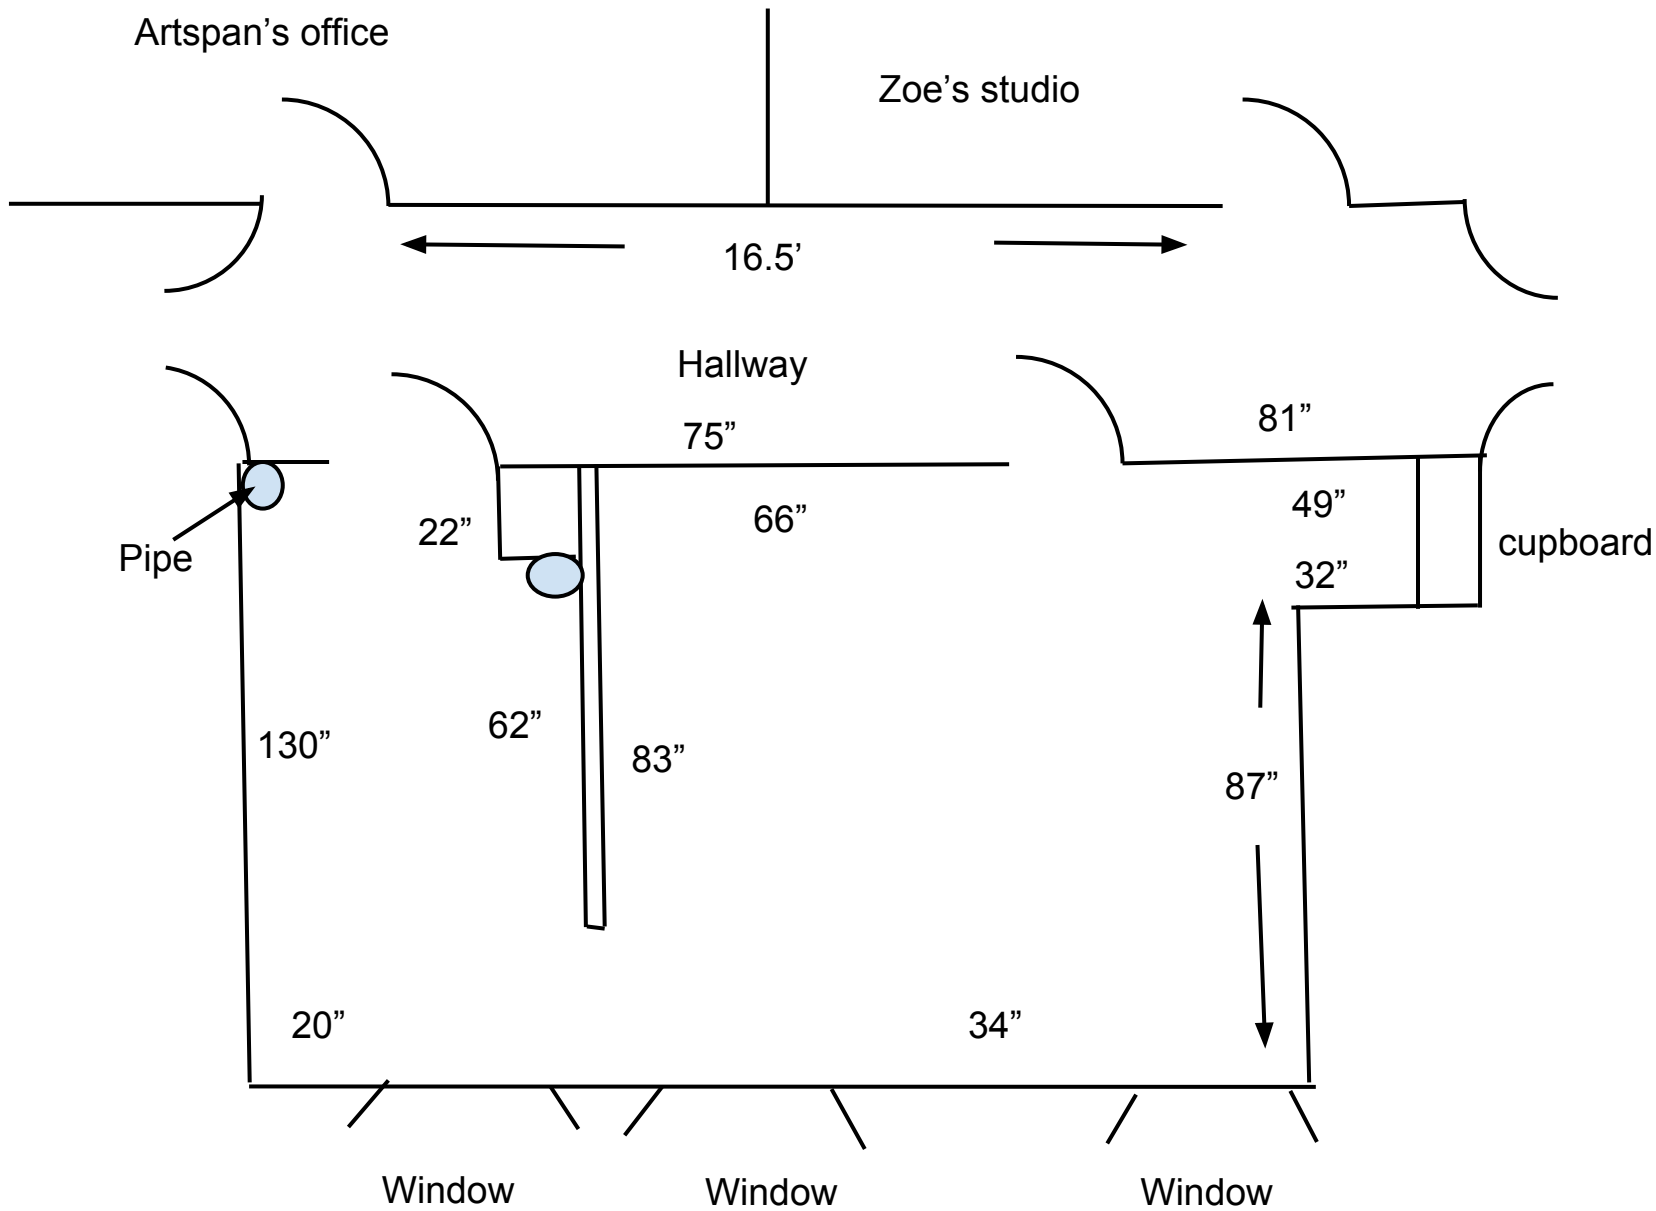 Artspan’s office
Zoe’s studio
16.5’
Hallway
75”
81”
49”
22”
66”
cupboard
Pipe
32”
130”
62”
83”
87”
20”
34”
Window
Window
Window